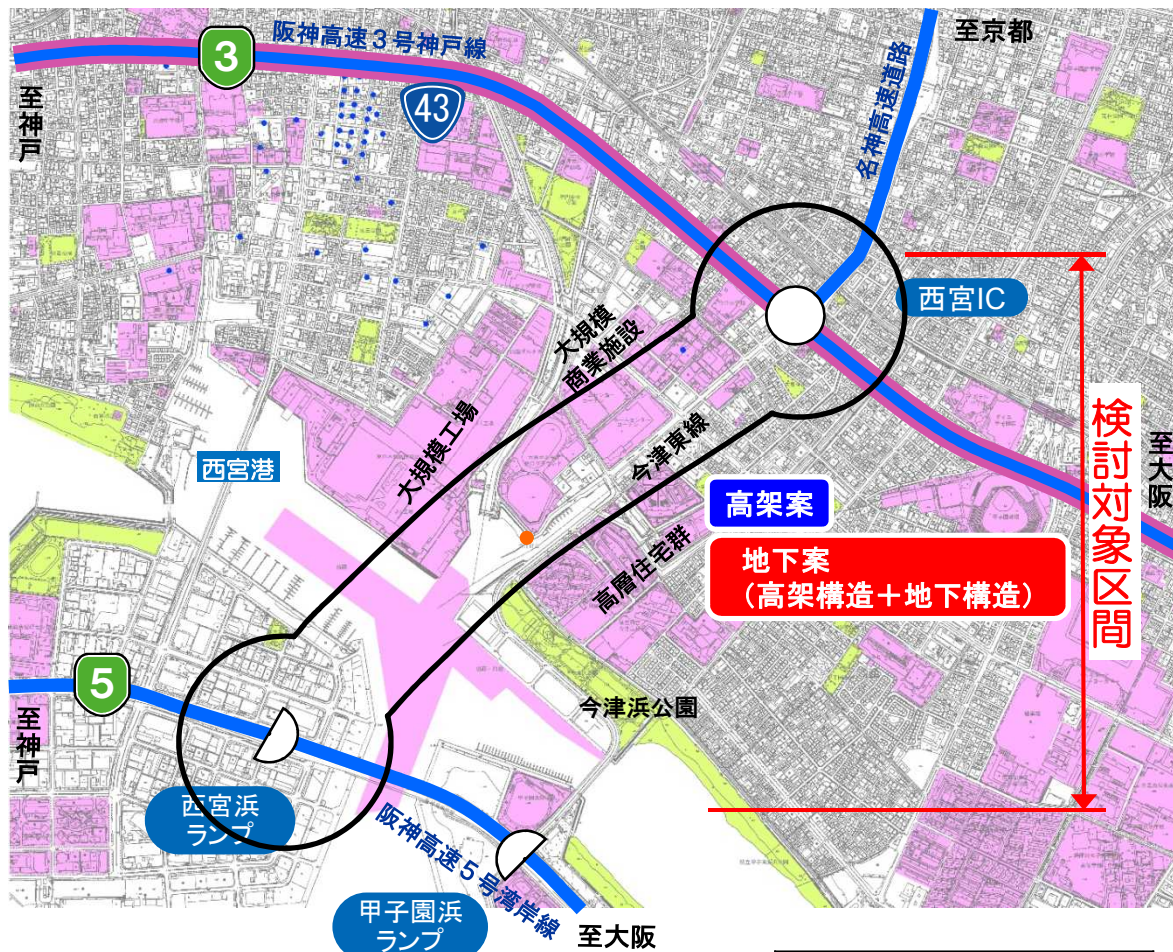 阪神高速3号神戸線
至京都
3
43
至神戸
名神高速道路
西宮IC
大規模
商業施設
検討対象区間
至大阪
大規模工場
今津東線
西宮港
高架案
地下案
(高架構造+地下構造)
高層住宅群
5
今津浜公園
至神戸
西宮浜
ランプ
阪神高速5号湾岸線
甲子園浜
ランプ
至大阪